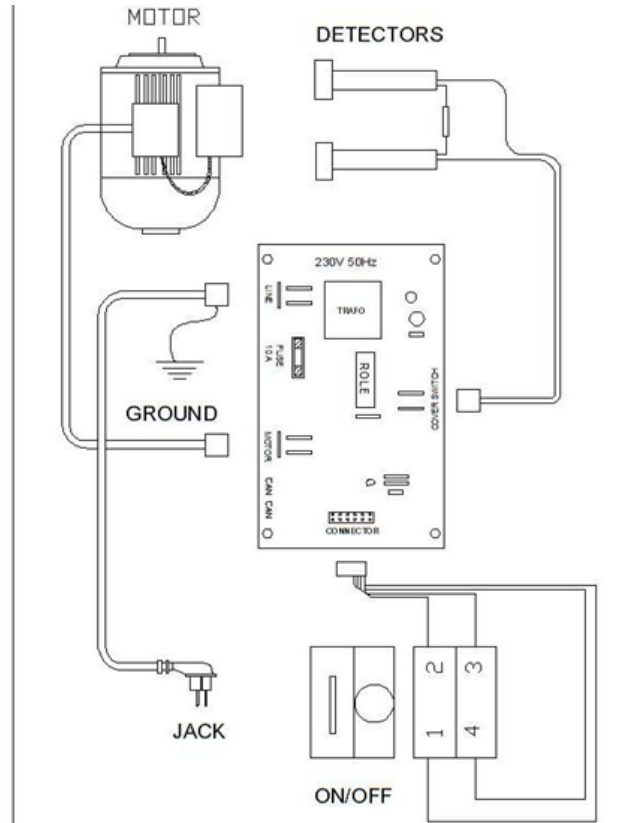 MOTOR
DETECTORS
230V 50Hz
LINE
TRAFO
FUSE
10A
ROLE
COVER SWITCH
GROUND
MOTOR
CAN CAN
CONNECTOR
2 3
1 4
JACK
ON/OFF